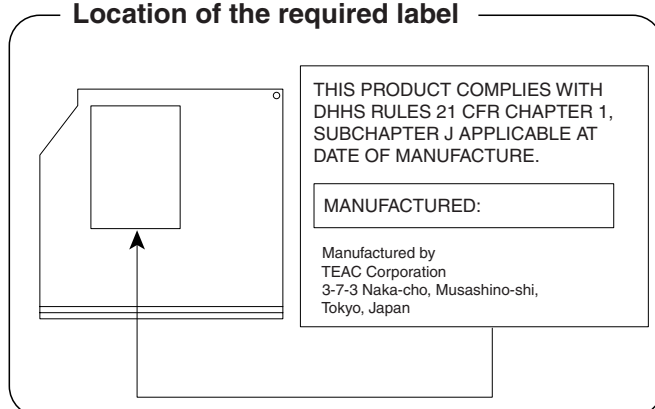 Location of the required label
THIS PRODUCT COMPLIES WITH
DHHS RULES 21 CFR CHAPTER 1,
SUBCHAPTER J APPLICABLE AT
DATE OF MANUFACTURE.
MANUFACTURED:
Manufactured by
TEAC Corporation
3-7-3 Naka-cho, Musashino-shi,
Tokyo, Japan